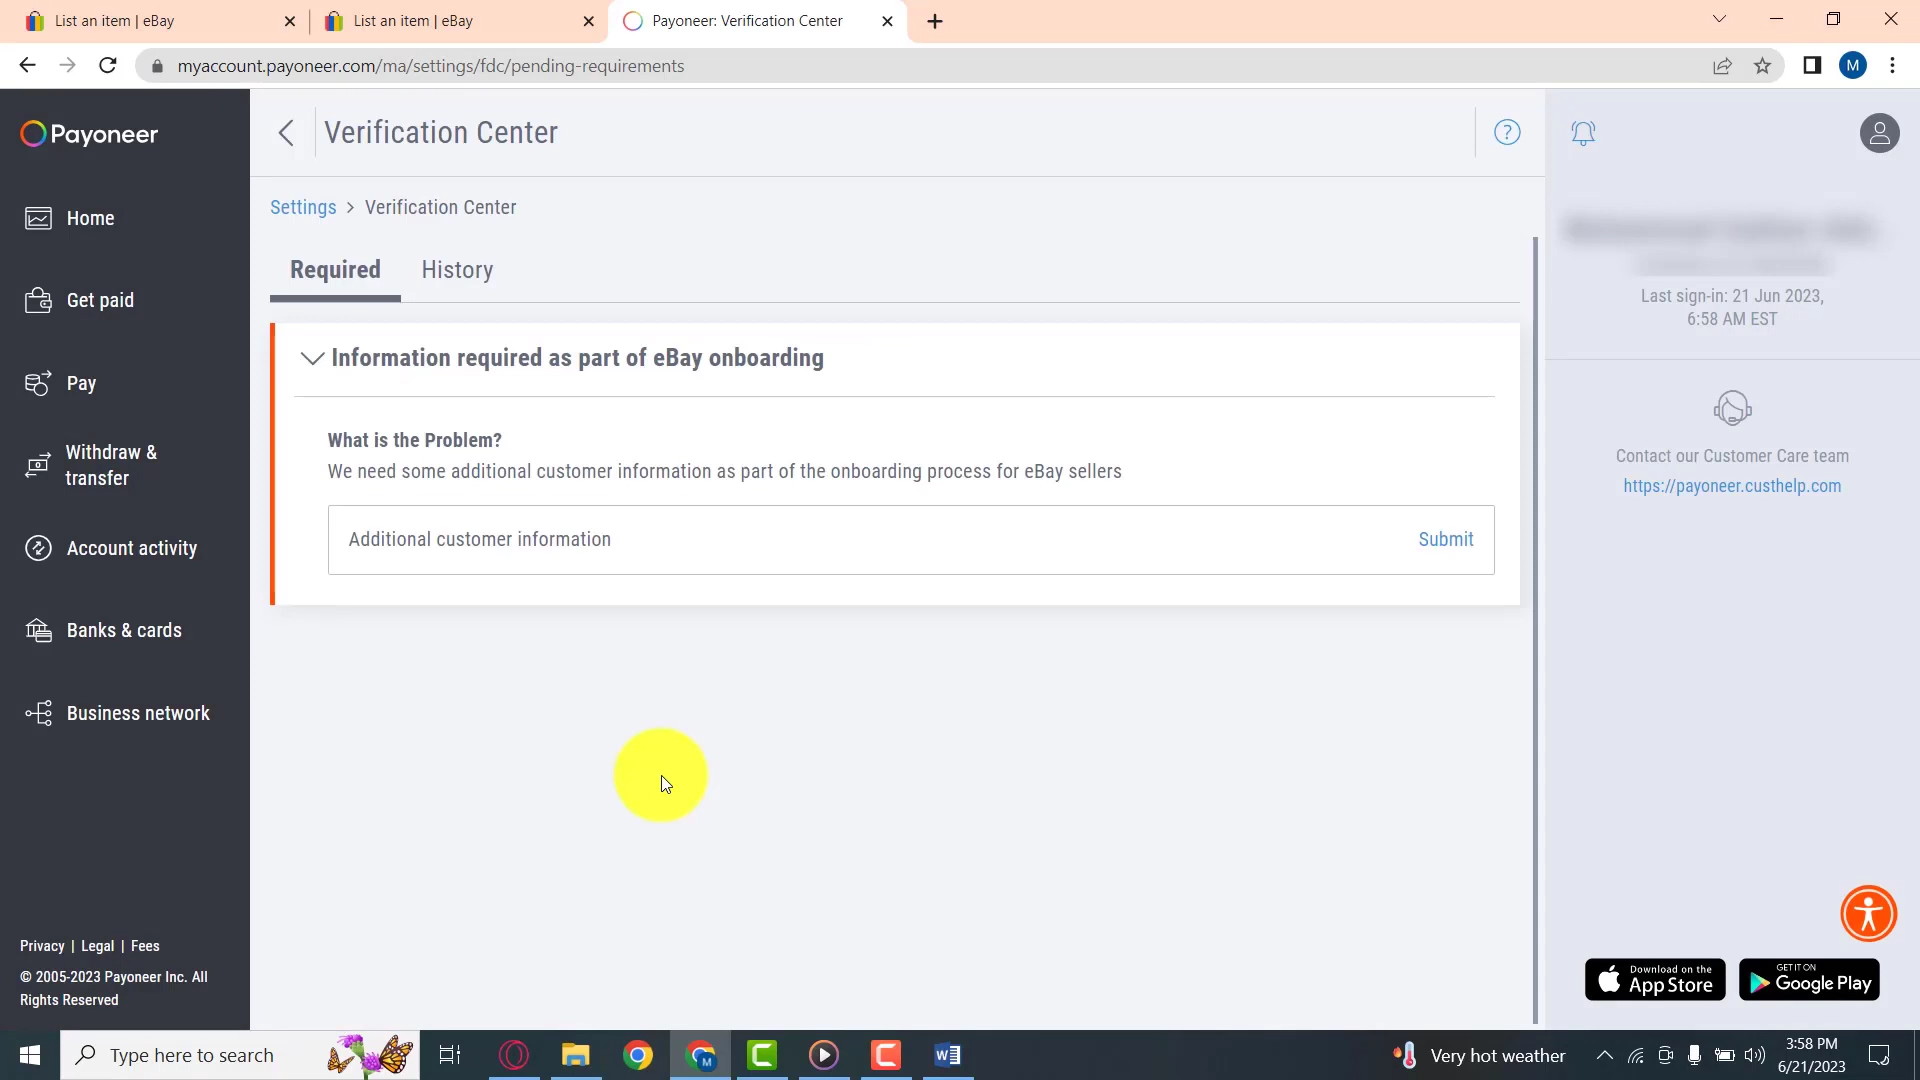 List an item | eBay
List an item | eBay
Payoneer: Verification Center
myaccount.payoneer.com/ma/settings/fdc/pending-requirements
M
Payoneer
Home
Get paid
Pay
Withdraw &
transfer
Account activity
Banks & cards
Business network
Privacy | Legal | Fees
© 2005-2023 Payoneer Inc. All
Rights Reserved
Verification Center
?
Settings > Verification Center
Required
History
Information required as part of eBay onboarding
What is the Problem?
We need some additional customer information as part of the onboarding process for eBay sellers
Additional customer information
Submit
Last sign-in: 21 Jun 2023,
6:58 AM EST
Contact our Customer Care team
https://payoneer.custhelp.com
Download on the
App Store
GET IT ON
Google Play
Type here to search
M
W
Very hot weather
3:58 PM
6/21/2023